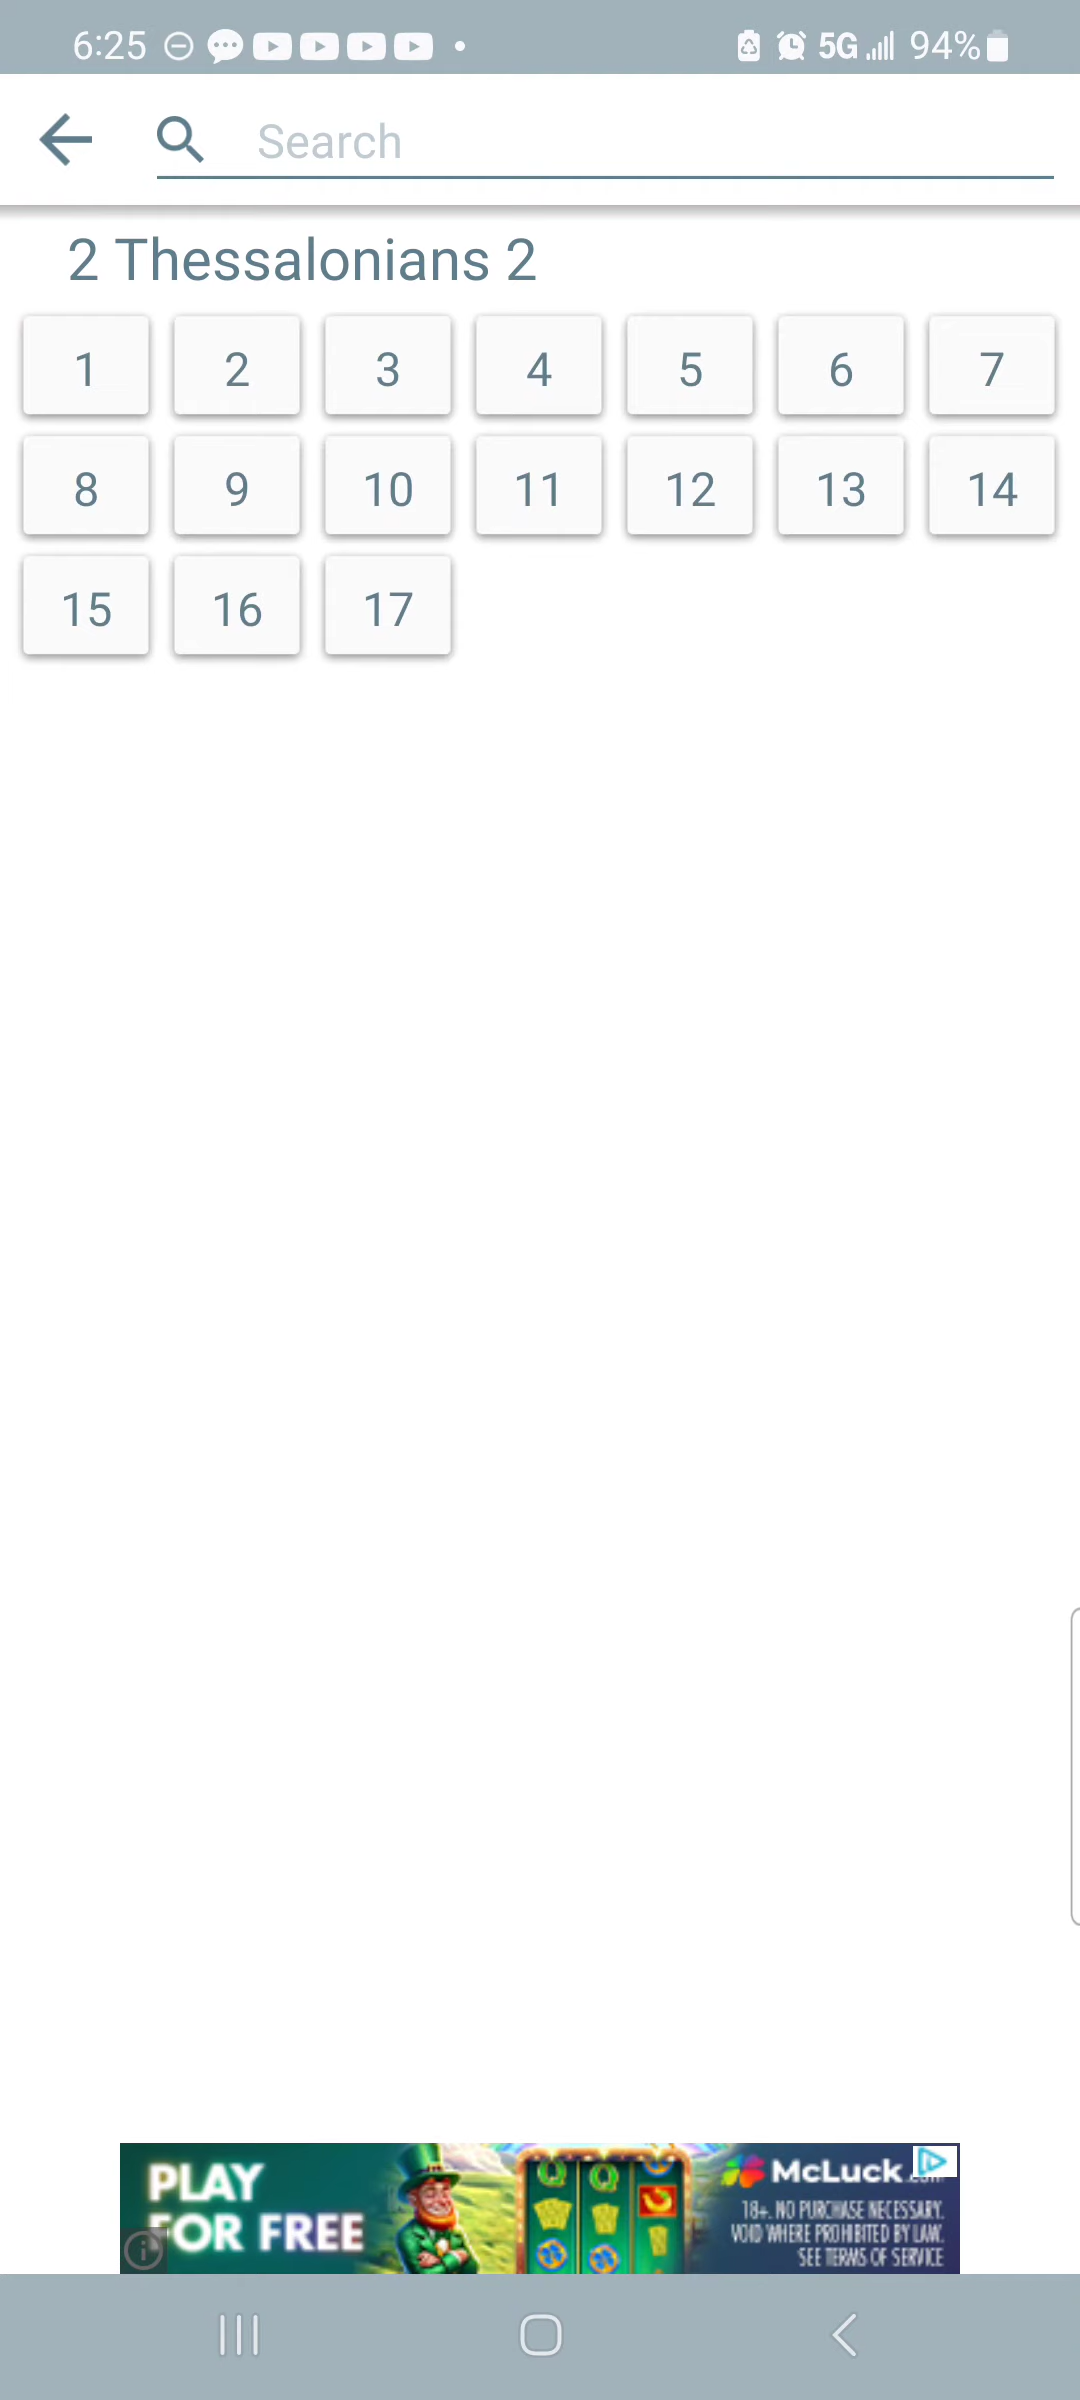 6:25 5G 94%
Search
2 Thessalonians 2
1 2 3 4 5 6 7
8 9 10 11 12 13 14
15 16 17
PLAY
FOR FREE
McLuck
18+. NO PURCHASE NECESSARY.
VOID WHERE PROHIBITED BY LAW.
SEE TERMS OF SERVICE